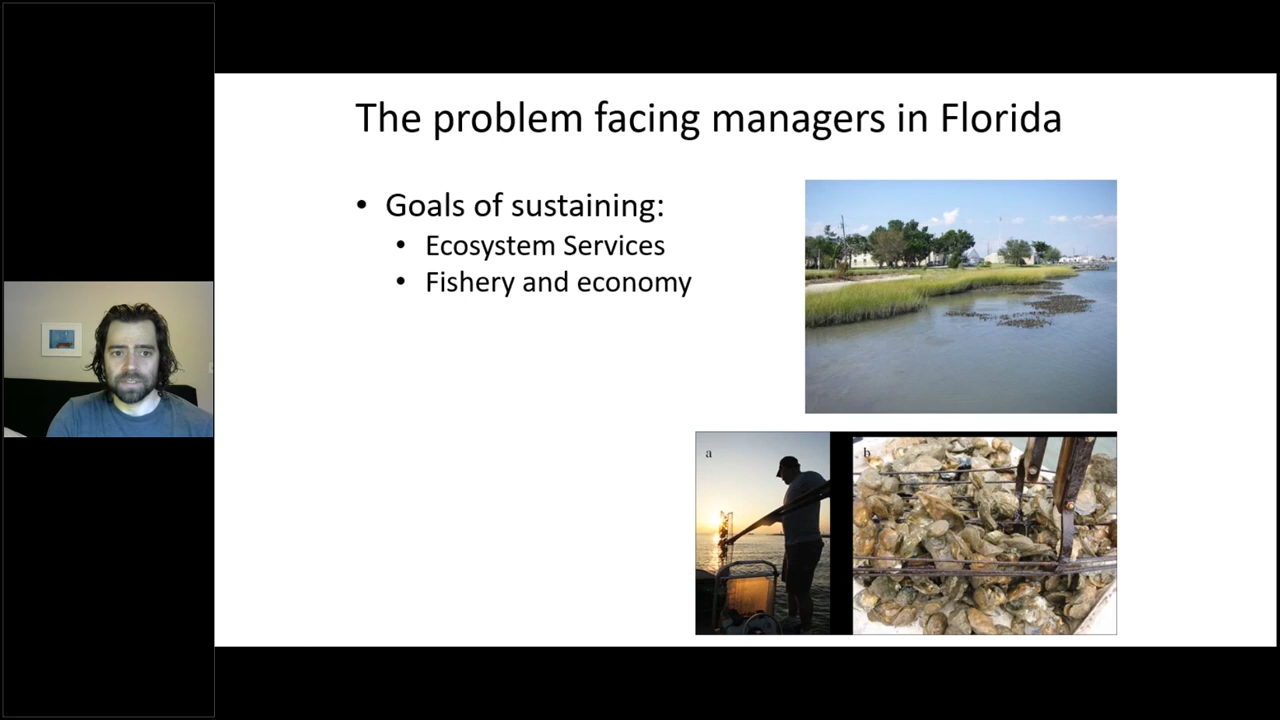 The problem facing managers in Florida
• Goals of sustaining:
• Ecosystem Services
• Fishery and economy
a
b